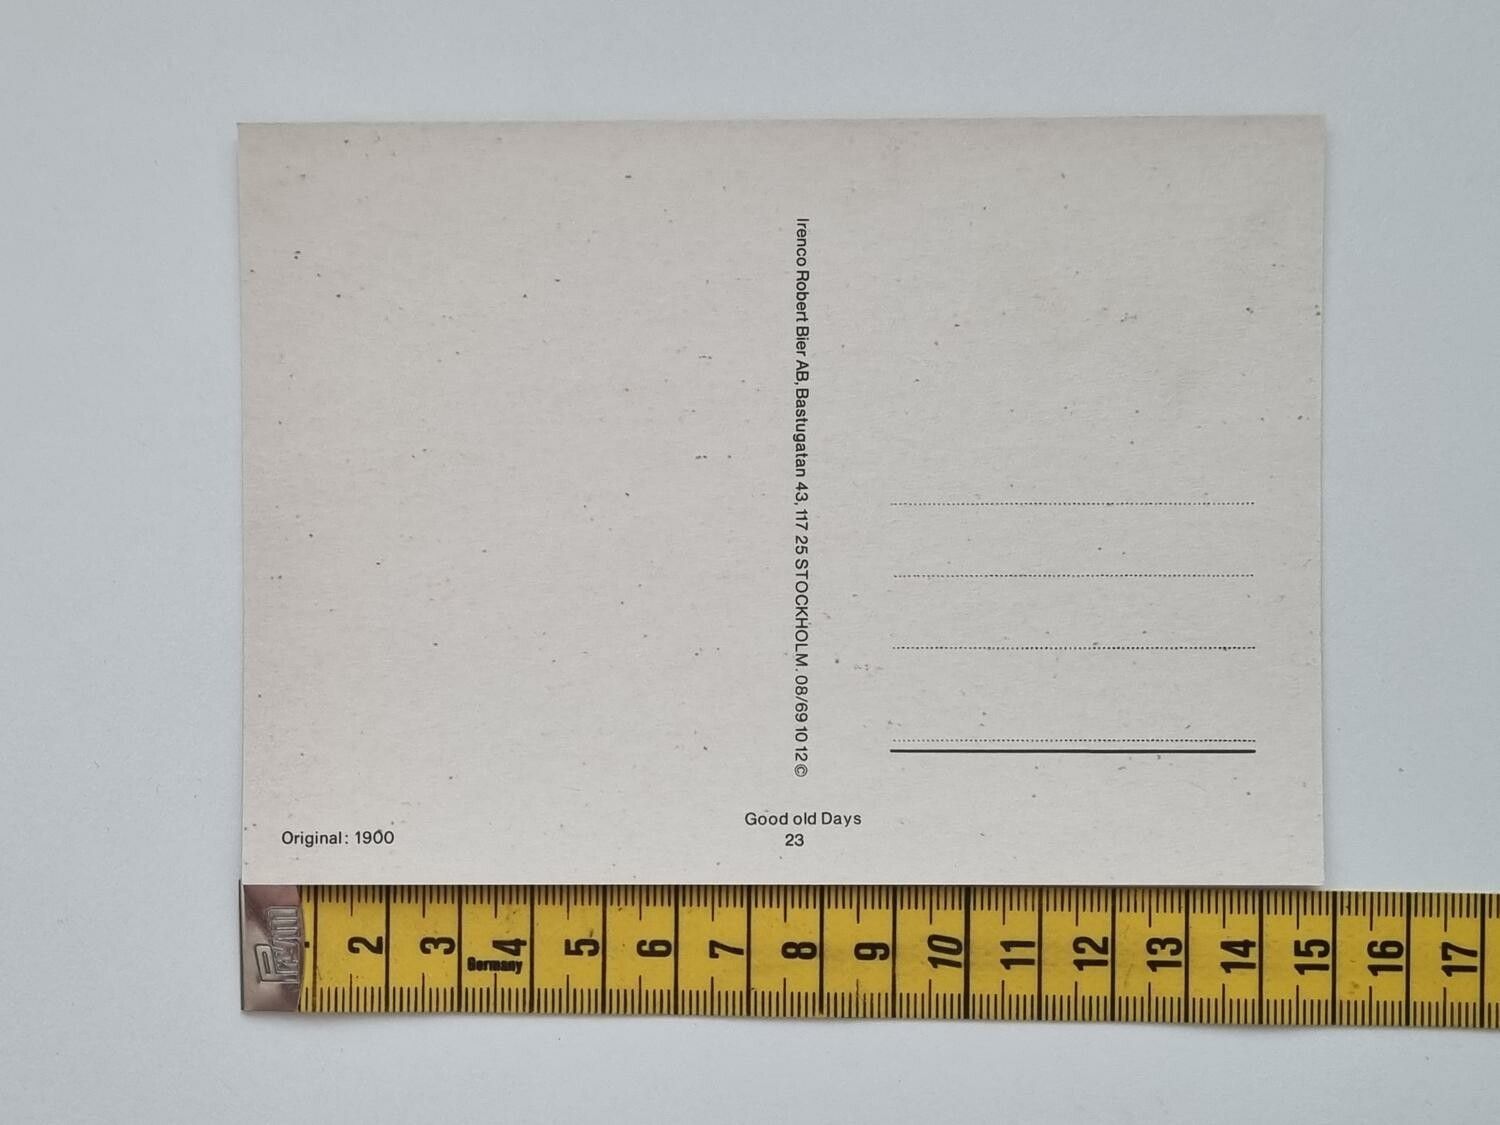 Irenco Robert Bier AB, Bastugatan 43, 117 25 STOCKHOLM. 08/69 10 12 ©
Good old Days
23
Original: 1900
Prym
2 3 4 5 6 7 8 9 10 11 12 13 14 15 16 17
Germany